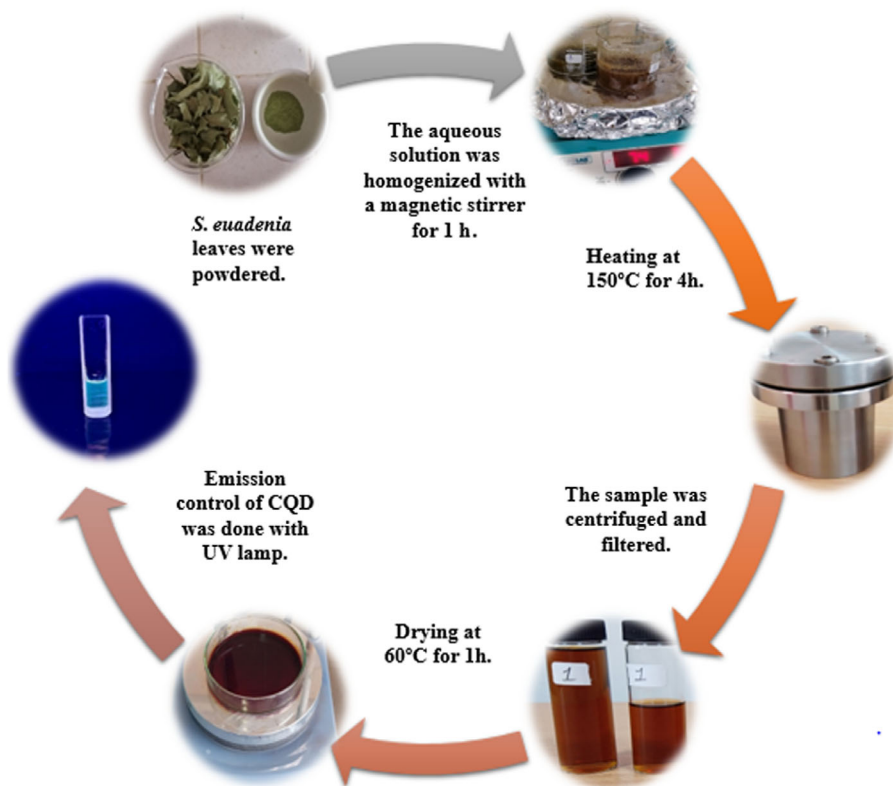 The aqueous
solution was
homogenized with
a magnetic stirrer
for 1 h.
S. euadenia
leaves were
powdered.
Heating at
150°C for 4h.
The sample was
centrifuged and
filtered.
1
1
Drying at
60°C for 1h.
Emission
control of CQD
was done with
UV lamp.